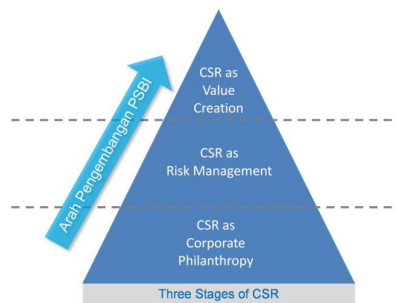 CSR as
Value
Creation
Arah Pengembangan PSBI
CSR as
Risk Management
CSR as
Corporate
Philanthropy
Three Stages of CSR